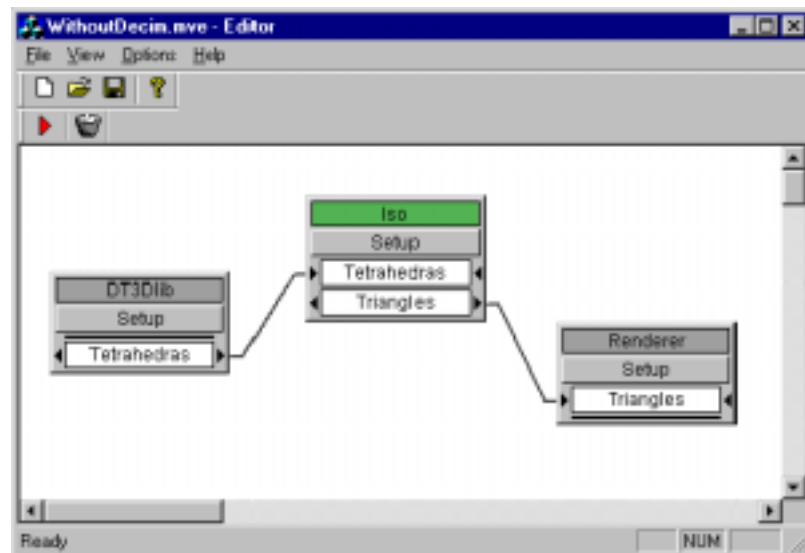 WithoutDecim.mve - Editor
File View Options Help
Iso
Setup
Tetrahedras
Triangles
DT3Dlib
Setup
Tetrahedras
Renderer
Setup
Triangles
Ready
NUM